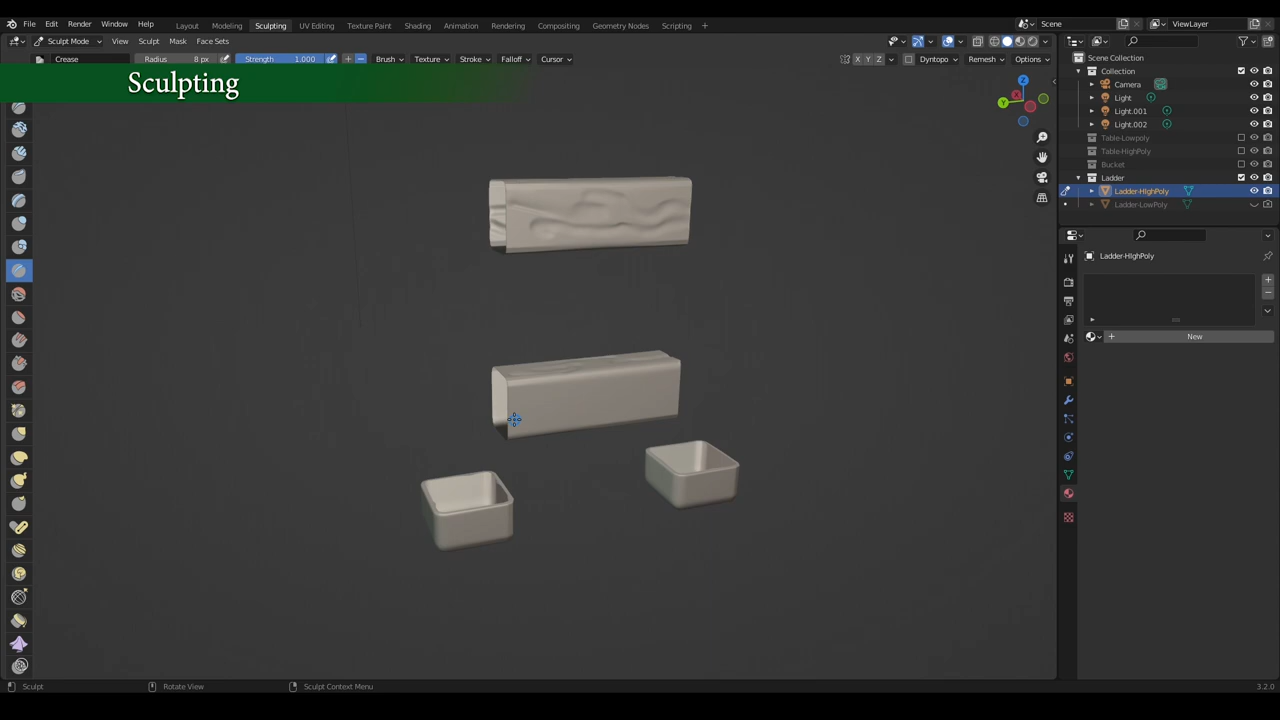 File Edit Render Window Help Layout Modeling Sculpting UV Editing Texture Paint Shading Animation Rendering Compositing Geometry Nodes Scripting + Scene ViewLayer
Sculpt Mode View Sculpt Mask Face Sets
Crease Radius 8 px Strength 1.000 + − Brush Texture Stroke Falloff Cursor X Y Z Dyntopo Remesh Options
Sculpting
Scene Collection
Collection
Camera
Light
Light.001
Light.002
Table-Lowpoly
Table-HighPoly
Bucket
Ladder
Ladder-HIghPoly
Ladder-LowPoly
Ladder-HIghPoly
+ New
Z
Y
X
Sculpt Rotate View Sculpt Context Menu 3.2.0